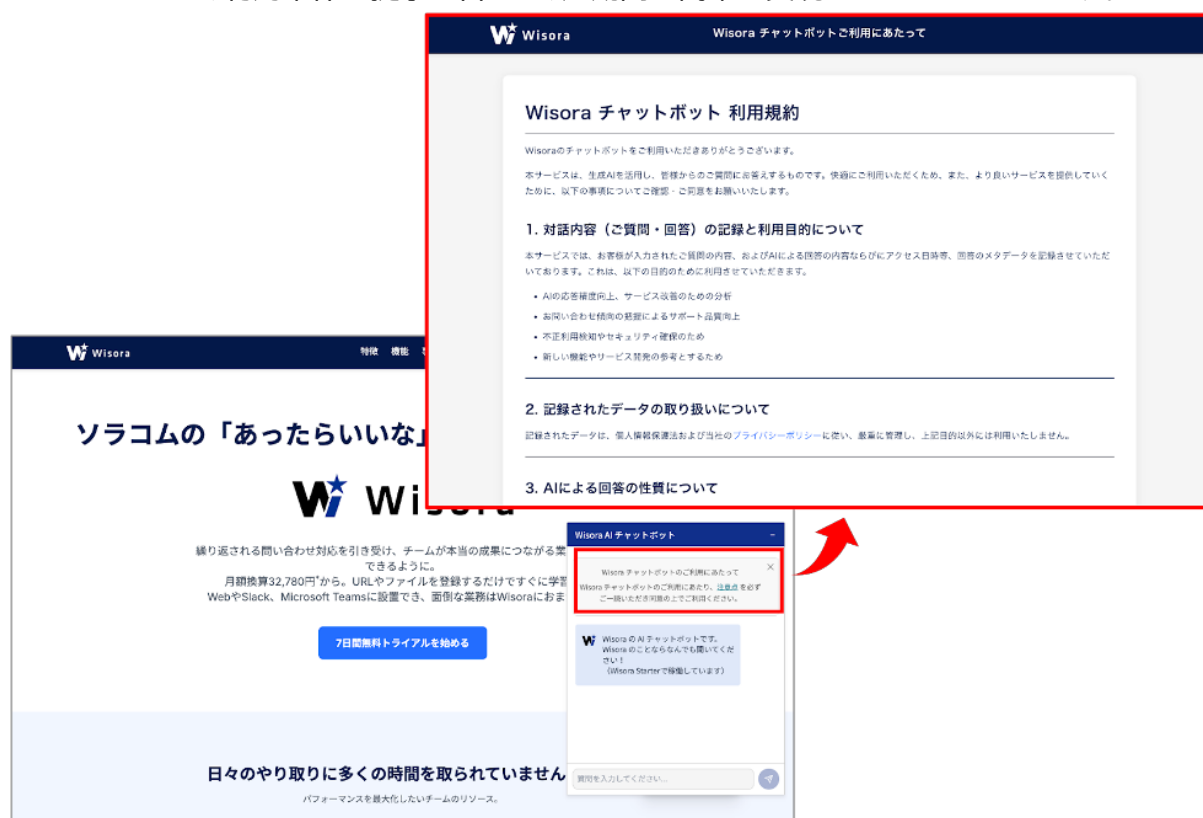 Wisora
Wisora チャットボットご利用にあたって
Wisora チャットボット 利用規約
Wisoraのチャットボットをご利用いただきありがとうございます。
本サービスは、生成AIを活用し、皆様からのご質問にお答えするものです。快適にご利用いただくため、また、より良いサービスを提供していく
ために、以下の事項についてご確認・ご同意をお願いいたします。
1. 対話内容（ご質問・回答）の記録と利用目的について
本サービスでは、お客様が入力されたご質問の内容、およびAIによる回答の内容ならびにアクセス日時等、回答のメタデータを記録させていただ
いております。これは、以下の目的のために利用させていただきます。
• AIの応答精度向上、サービス改善のための分析
• お問い合わせ傾向の把握によるサポート品質向上
• 不正利用検知やセキュリティ確保のため
• 新しい機能やサービス開発の参考とするため
2. 記録されたデータの取り扱いについて
記録されたデータは、個人情報保護法および当社のプライバシーポリシーに従い、厳重に管理し、上記目的以外には利用いたしません。
3. AIによる回答の性質について
Wisora
特徴 機能
ソラコムの「あったらいいな」
Wisora
繰り返される問い合わせ対応を引き受け、チームが本当の成果につながる業
できるように。
月額換算32,780円*から。URLやファイルを登録するだけですぐに学習
WebやSlack、Microsoft Teamsに設置でき、面倒な業務はWisoraにおま
7日間無料トライアルを始める
日々のやり取りに多くの時間を取られていません
パフォーマンスを最大化したいチームのリソース。
Wisora AI チャットボット
Wisora チャットボットのご利用にあたって
Wisora チャットボットのご利用にあたり、注意点 を必ず
ご一読いただき同意の上でご利用ください。
Wisora の AI チャットボットです。
Wisora のことならなんでも聞いてくだ
さい！
（Wisora Starterで稼働しています）
質問を入力してください...